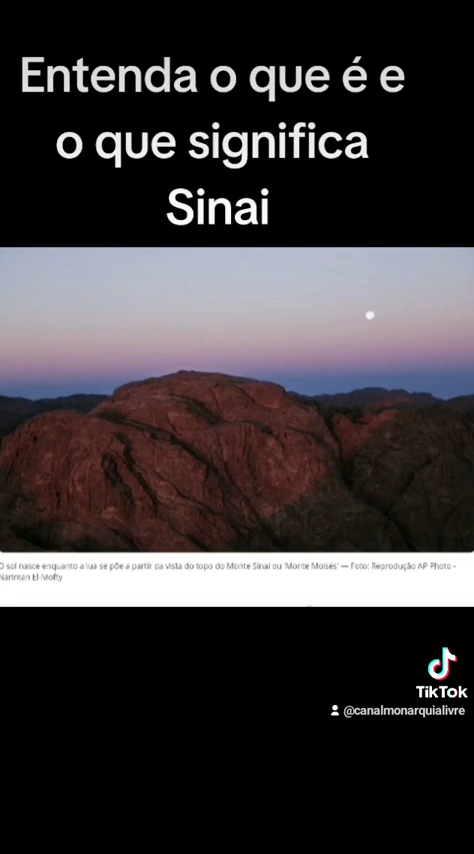 Entenda o que é e
o que significa
Sinai
O sol nasce enquanto a lua se põe a partir da vista do topo do Monte Sinai ou 'Monte Moisés' — Foto: Reprodução AP Photo -
Nariman El-Mofty
TikTok
@canalmonarquialivre